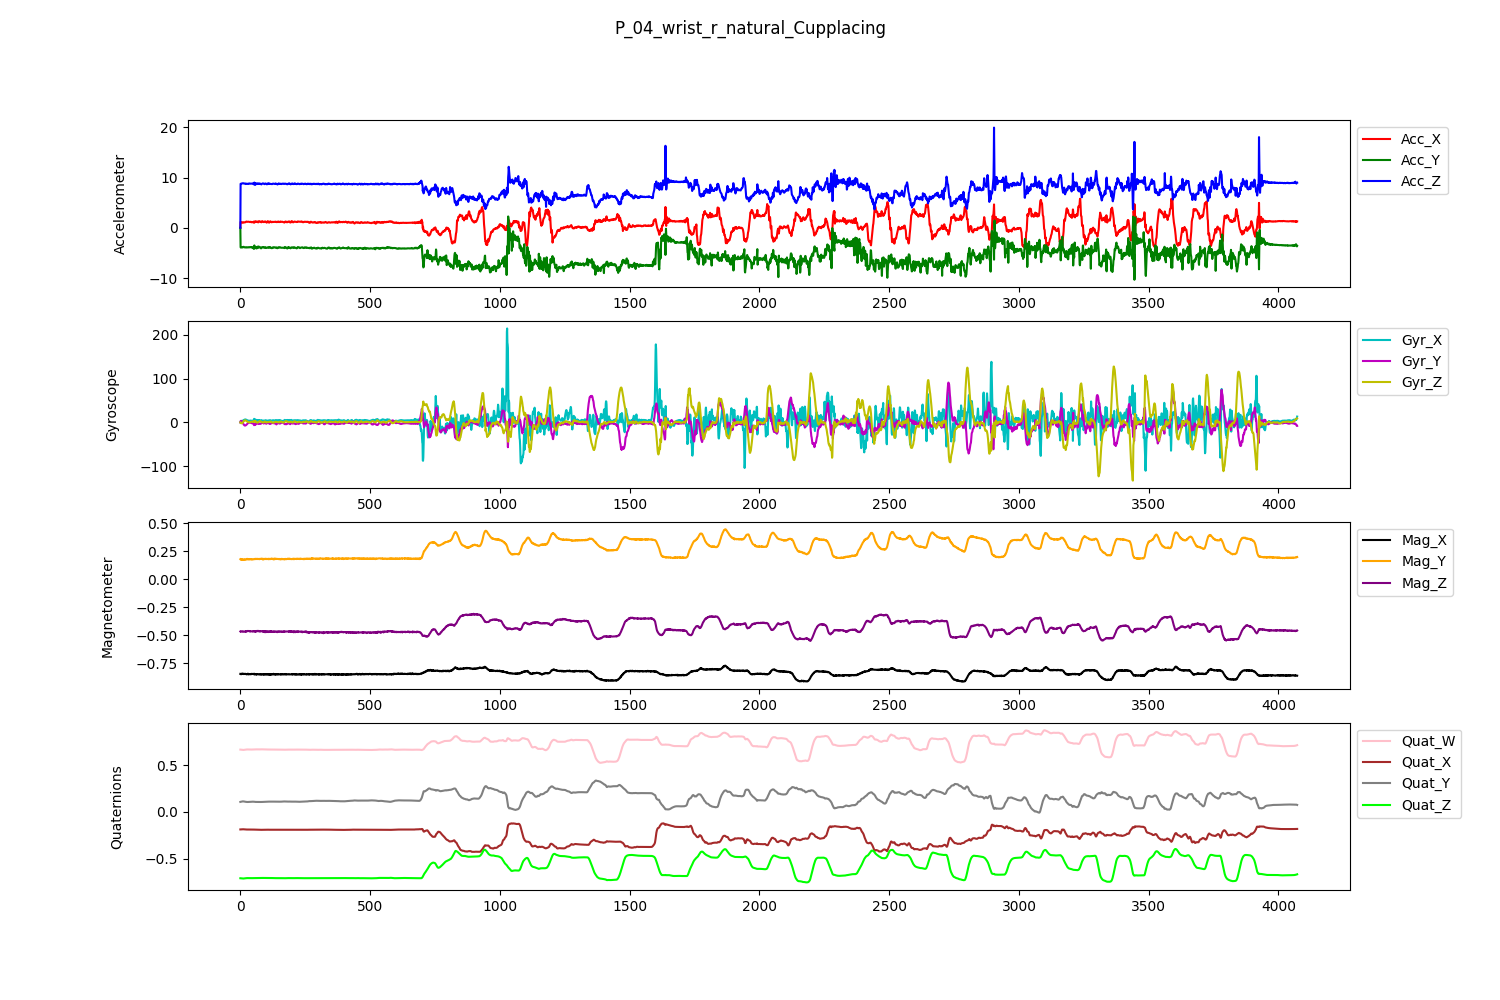 P_04_wrist_r_natural_Cupplacing
Accelerometer
20
10
0
−10
0 500 1000 1500 2000 2500 3000 3500 4000
Acc_X
Acc_Y
Acc_Z
Gyroscope
200
100
0
−100
0 500 1000 1500 2000 2500 3000 3500 4000
Gyr_X
Gyr_Y
Gyr_Z
Magnetometer
0.50
0.25
0.00
−0.25
−0.50
−0.75
0 500 1000 1500 2000 2500 3000 3500 4000
Mag_X
Mag_Y
Mag_Z
Quaternions
0.5
0.0
−0.5
0 500 1000 1500 2000 2500 3000 3500 4000
Quat_W
Quat_X
Quat_Y
Quat_Z